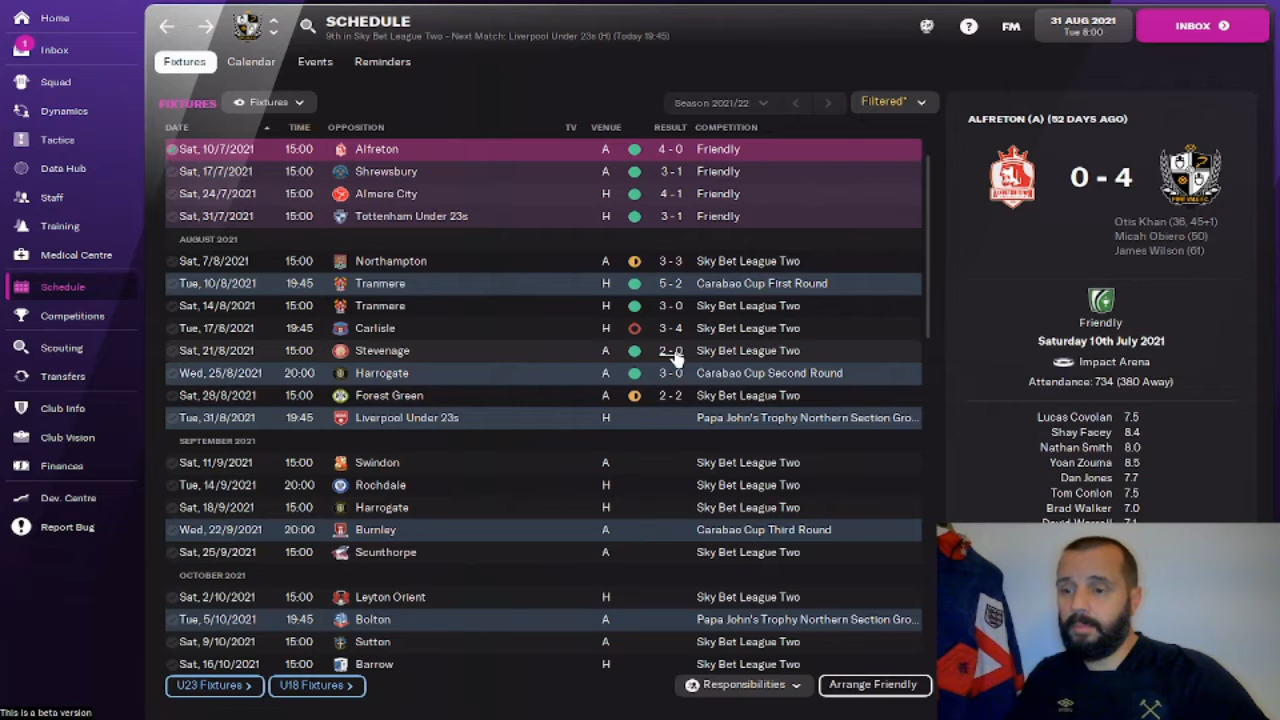 Home
1
Inbox
Squad
Dynamics
Tactics
Data Hub
Staff
Training
Medical Centre
Schedule
Competitions
Scouting
Transfers
Club Info
Club Vision
Finances
Dev. Centre
Report Bug
This is a beta version
SCHEDULE
9th in Sky Bet League Two - Next Match: Liverpool Under 23s (H) (Today 19:45)
? FM
31 AUG 2021
Tue 8:00
INBOX
Fixtures Calendar Events Reminders
FIXTURES Fixtures Season 2021/22 Filtered*
DATE TIME OPPOSITION TV VENUE RESULT COMPETITION
Sat, 10/7/2021 15:00 Alfreton A 4 - 0 Friendly
Sat, 17/7/2021 15:00 Shrewsbury A 3 - 1 Friendly
Sat, 24/7/2021 15:00 Almere City H 4 - 1 Friendly
Sat, 31/7/2021 15:00 Tottenham Under 23s H 3 - 1 Friendly
AUGUST 2021
Sat, 7/8/2021 15:00 Northampton A 3 - 3 Sky Bet League Two
Tue, 10/8/2021 19:45 Tranmere H 5 - 2 Carabao Cup First Round
Sat, 14/8/2021 15:00 Tranmere H 3 - 0 Sky Bet League Two
Tue, 17/8/2021 19:45 Carlisle H 3 - 4 Sky Bet League Two
Sat, 21/8/2021 15:00 Stevenage A 2 - 0 Sky Bet League Two
Wed, 25/8/2021 20:00 Harrogate A 3 - 0 Carabao Cup Second Round
Sat, 28/8/2021 15:00 Forest Green A 2 - 2 Sky Bet League Two
Tue, 31/8/2021 19:45 Liverpool Under 23s H Papa John's Trophy Northern Section Gro...
SEPTEMBER 2021
Sat, 11/9/2021 15:00 Swindon A Sky Bet League Two
Tue, 14/9/2021 20:00 Rochdale H Sky Bet League Two
Sat, 18/9/2021 15:00 Harrogate H Sky Bet League Two
Wed, 22/9/2021 20:00 Burnley A Carabao Cup Third Round
Sat, 25/9/2021 15:00 Scunthorpe A Sky Bet League Two
OCTOBER 2021
Sat, 2/10/2021 15:00 Leyton Orient H Sky Bet League Two
Tue, 5/10/2021 19:45 Bolton A Papa John's Trophy Northern Section Gro...
Sat, 9/10/2021 15:00 Sutton A Sky Bet League Two
Sat, 16/10/2021 15:00 Barrow H Sky Bet League Two
U23 Fixtures > U18 Fixtures > Responsibilities Arrange Friendly
ALFRETON (A) (52 DAYS AGO)
0 - 4
Otis Khan (36, 45+1)
Micah Obiero (50)
James Wilson (61)
Friendly
Saturday 10th July 2021
Impact Arena
Attendance: 734 (380 Away)
Lucas Covolan 7.5
Shay Facey 8.4
Nathan Smith 8.0
Yoan Zouma 8.5
Dan Jones 7.7
Tom Conlon 7.5
Brad Walker 7.0
David Worrall 7.1